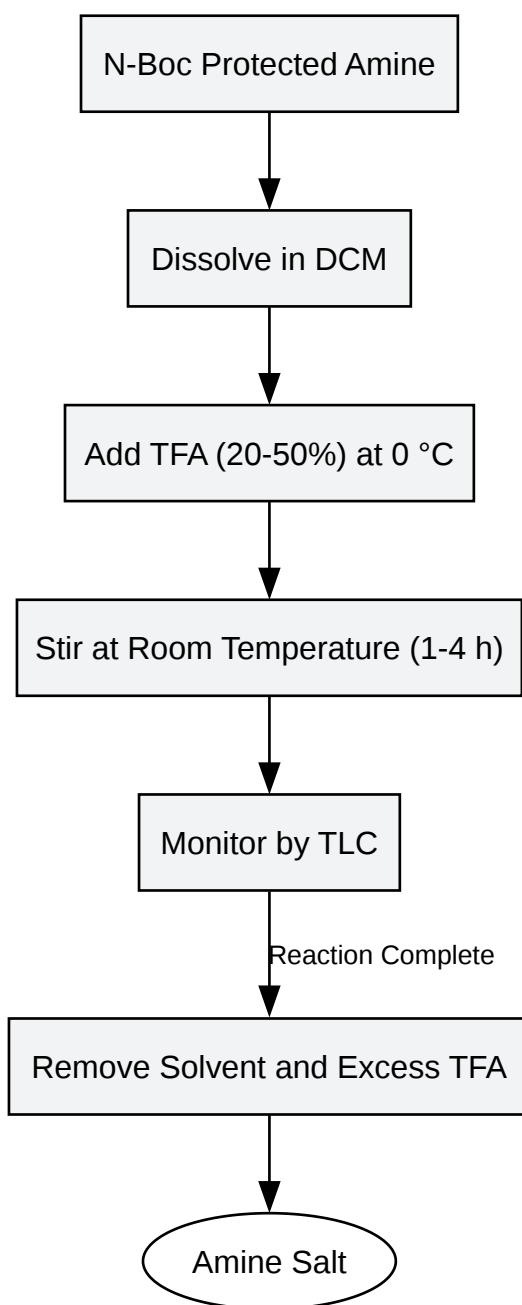 N-Boc Protected Amine
Dissolve in DCM
Add TFA (20-50%) at 0 °C
Stir at Room Temperature (1-4 h)
Monitor by TLC
Reaction Complete
Remove Solvent and Excess TFA
Amine Salt